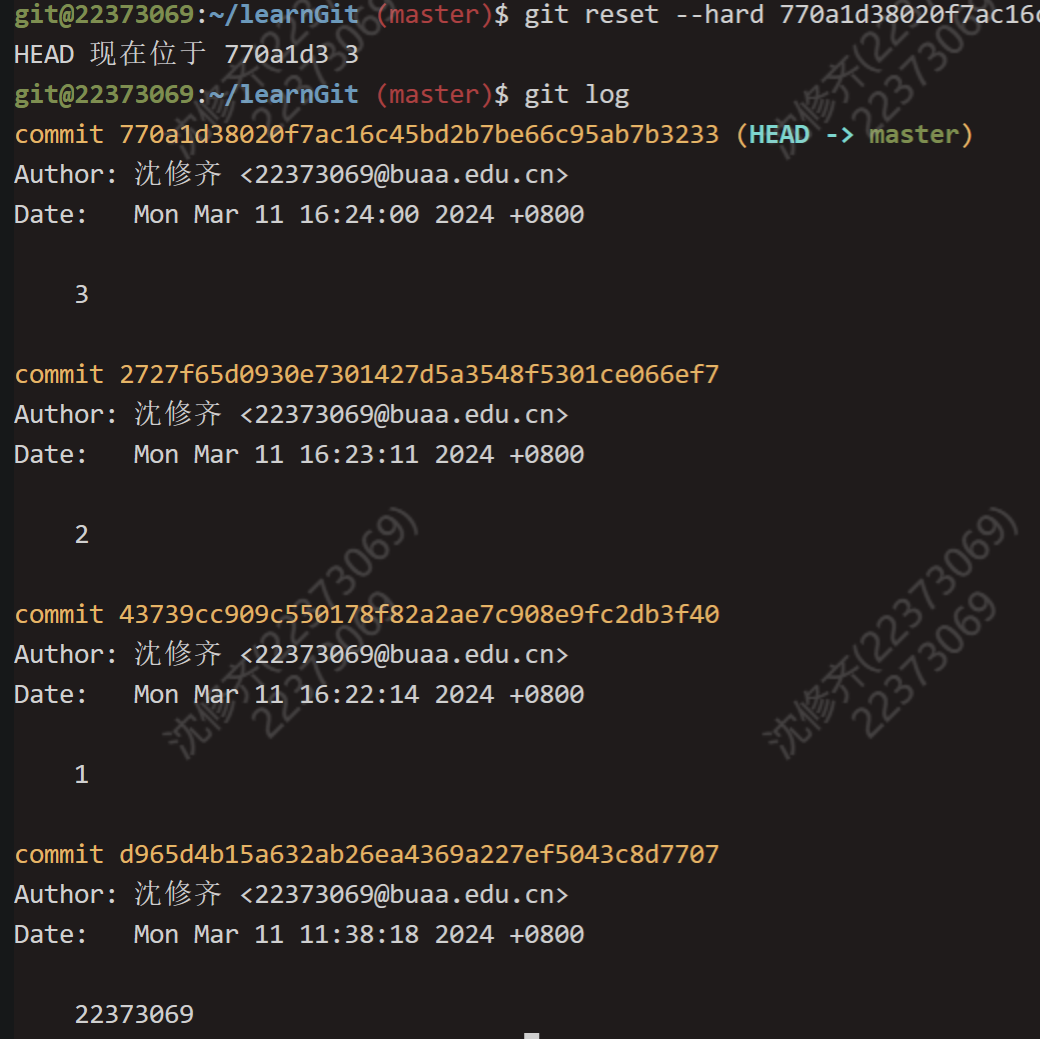 git@22373069:~/learnGit (master)$ git reset --hard 770a1d38020f7ac16c
HEAD 现在位于 770a1d3 3
git@22373069:~/learnGit (master)$ git log
commit 770a1d38020f7ac16c45bd2b7be66c95ab7b3233 (HEAD -> master)
Author: 沈修齐 <22373069@buaa.edu.cn>
Date:   Mon Mar 11 16:24:00 2024 +0800
3
commit 2727f65d0930e7301427d5a3548f5301ce066ef7
Author: 沈修齐 <22373069@buaa.edu.cn>
Date:   Mon Mar 11 16:23:11 2024 +0800
2
commit 43739cc909c550178f82a2ae7c908e9fc2db3f40
Author: 沈修齐 <22373069@buaa.edu.cn>
Date:   Mon Mar 11 16:22:14 2024 +0800
1
commit d965d4b15a632ab26ea4369a227ef5043c8d7707
Author: 沈修齐 <22373069@buaa.edu.cn>
Date:   Mon Mar 11 11:38:18 2024 +0800
22373069
沈修齐(22373069)
22373069
沈修齐(22373069)
22373069
沈修齐(22373069)
22373069
沈修齐(22373069)
22373069